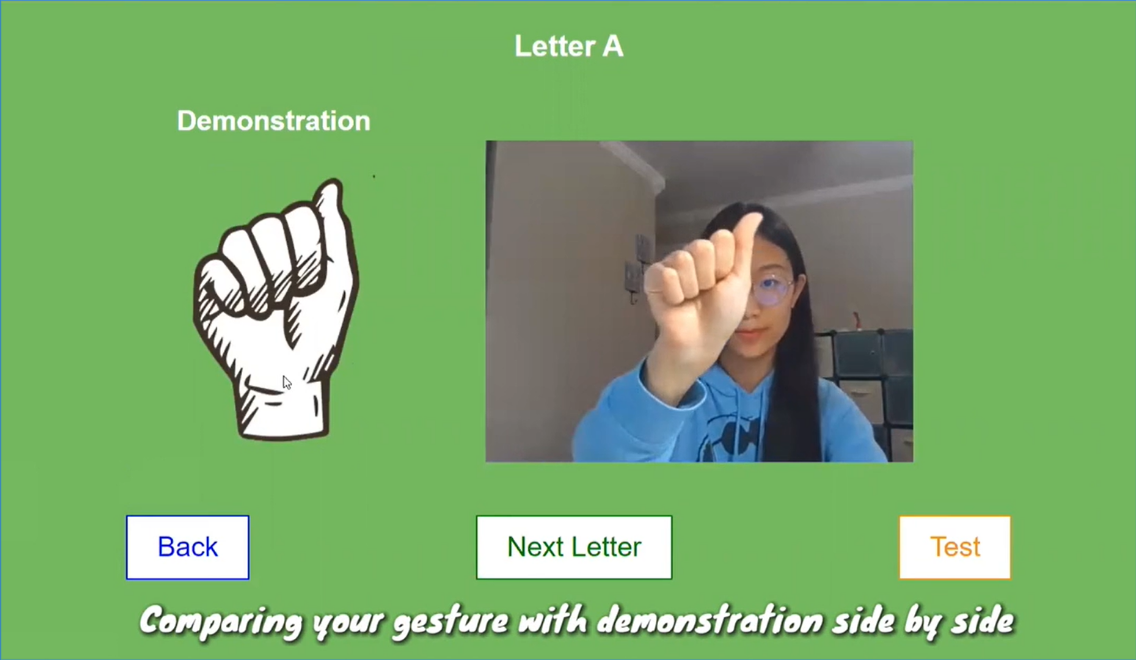 Letter A
Demonstration
Back
Next Letter
Test
Comparing your gesture with demonstration side by side